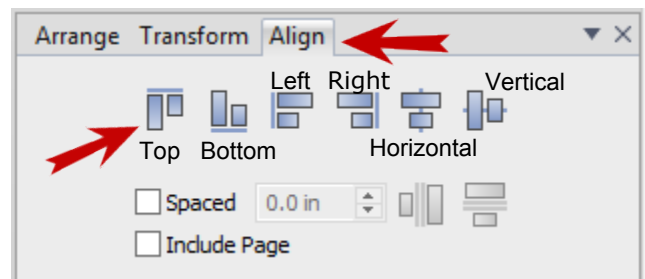 Arrange Transform Align
Left Right Vertical
Top Bottom Horizontal
Spaced 0.0 in
Include Page